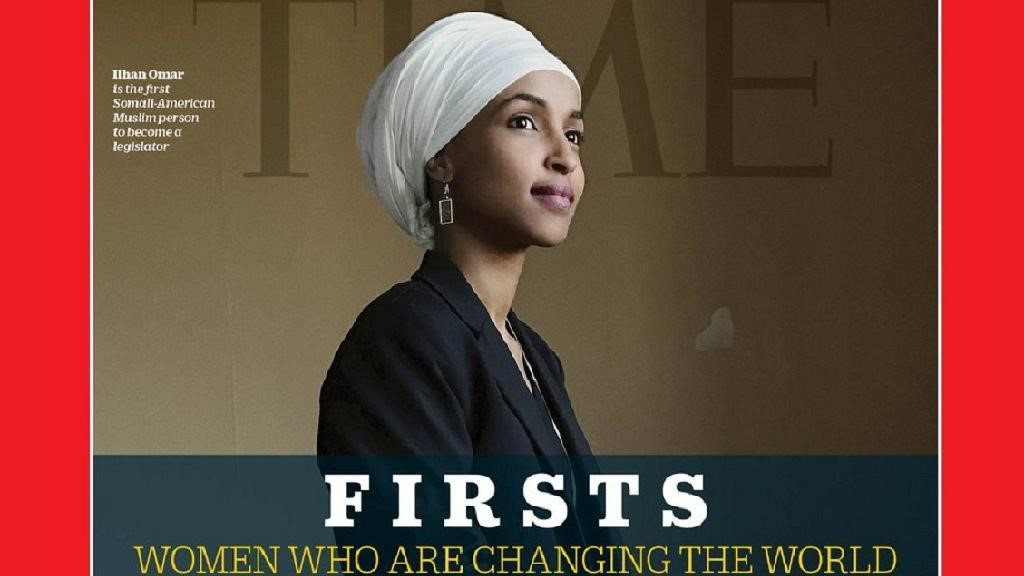 TIME
Ilhan Omar
is the first
Somali-American
Muslim person
to become a
legislator
FIRSTS
WOMEN WHO ARE CHANGING THE WORLD